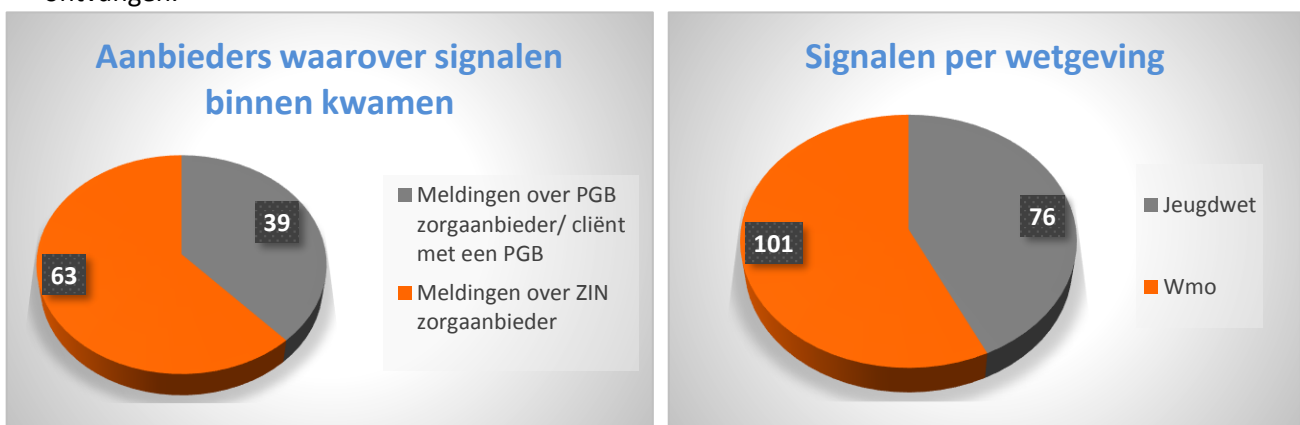 ontvangen.
Aanbieders waarover signalen
binnen kwamen
39
63
Meldingen over PGB
zorgaanbieder/ cliënt
met een PGB
Meldingen over ZIN
zorgaanbieder
Signalen per wetgeving
76
101
Jeugdwet
Wmo